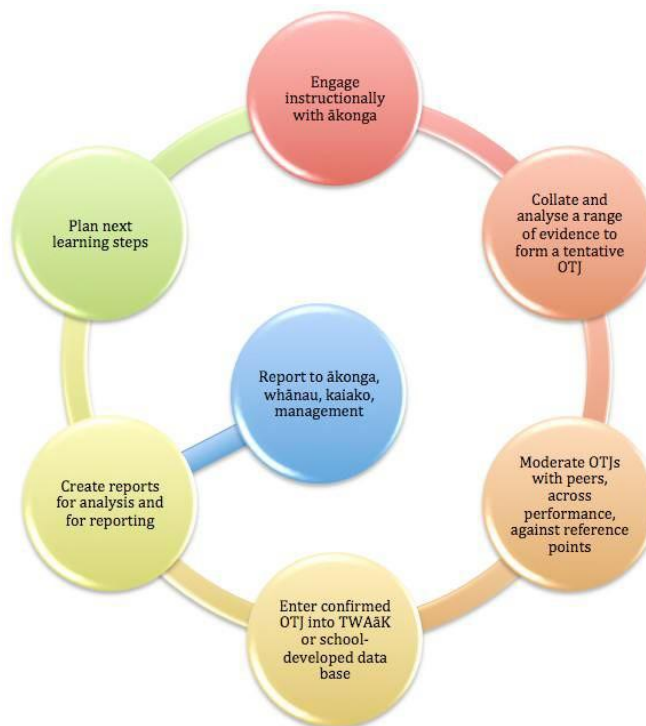 Engage
instructionally
with ākonga
Collate and
analyse a range
of evidence to
form a tentative
OTJ
Moderate OTJs
with peers,
across
performance,
against reference
points
Enter confirmed
OTJ into TWAāK
or school-
developed data
base
Create reports
for analysis and
for reporting
Plan next
learning steps
Report to ākonga,
whānau, kaiako,
management